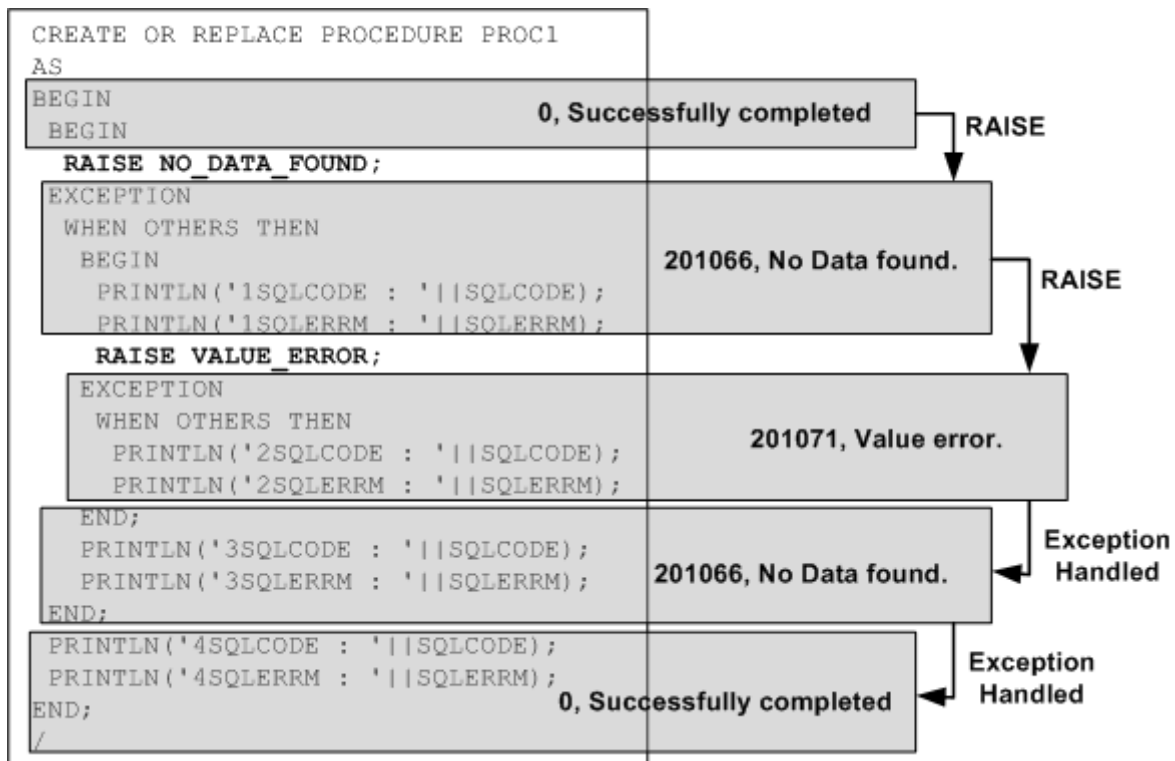 CREATE OR REPLACE PROCEDURE PROC1
AS
BEGIN
0, Successfully completed
BEGIN
RAISE
RAISE NO_DATA_FOUND;
EXCEPTION
WHEN OTHERS THEN
BEGIN
201066, No Data found.
RAISE
PRINTLN('1SQLCODE : '||SQLCODE);
PRINTLN('1SQLERRM : '||SQLERRM);
RAISE VALUE_ERROR;
EXCEPTION
WHEN OTHERS THEN
201071, Value error.
PRINTLN('2SQLCODE : '||SQLCODE);
PRINTLN('2SQLERRM : '||SQLERRM);
END;
PRINTLN('3SQLCODE : '||SQLCODE);
PRINTLN('3SQLERRM : '||SQLERRM);
201066, No Data found.
Exception
Handled
END;
PRINTLN('4SQLCODE : '||SQLCODE);
PRINTLN('4SQLERRM : '||SQLERRM);
END;
0, Successfully completed
Exception
Handled
/